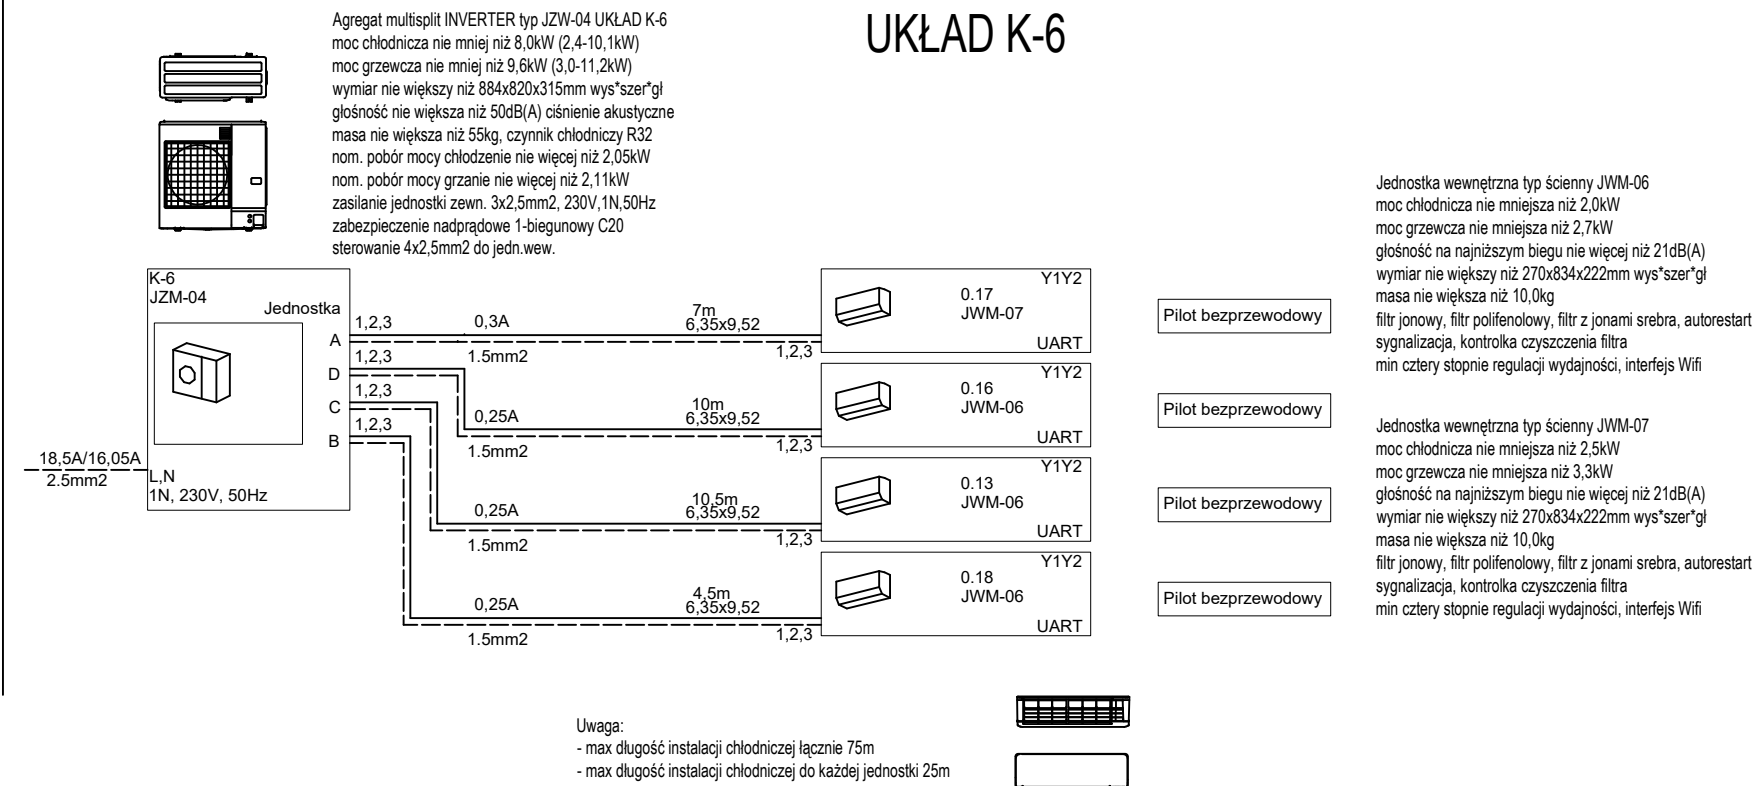 UKŁAD K-6
Agregat multisplit INVERTER typ JZW-04 UKŁAD K-6
moc chłodnicza nie mniej niż 8,0kW (2,4-10,1kW)
moc grzewcza nie mniej niż 9,6kW (3,0-11,2kW)
wymiar nie większy niż 884x820x315mm wys*szer*gł
głośność nie większa niż 50dB(A) ciśnienie akustyczne
masa nie większa niż 55kg, czynnik chłodniczy R32
nom. pobór mocy chłodzenie nie więcej niż 2,05kW
nom. pobór mocy grzanie nie więcej niż 2,11kW
zasilanie jednostki zewn. 3x2,5mm2, 230V,1N,50Hz
zabezpieczenie nadprądowe 1-biegunowy C20
sterowanie 4x2,5mm2 do jedn.wew.
K-6
JZM-04
Jednostka
A
D
C
B
L,N
1N, 230V, 50Hz
18,5A/16,05A
2.5mm2
1,2,3
0,3A
7m
6,35x9,52
1.5mm2
1,2,3
1,2,3
0,25A
10m
6,35x9,52
1.5mm2
1,2,3
1,2,3
0,25A
10,5m
6,35x9,52
1.5mm2
1,2,3
1,2,3
0,25A
4,5m
6,35x9,52
1.5mm2
1,2,3
Y1Y2
0.17
JWM-07
UART
Y1Y2
0.16
JWM-06
UART
Y1Y2
0.13
JWM-06
UART
Y1Y2
0.18
JWM-06
UART
Pilot bezprzewodowy
Pilot bezprzewodowy
Pilot bezprzewodowy
Pilot bezprzewodowy
Jednostka wewnętrzna typ ścienny JWM-06
moc chłodnicza nie mniejsza niż 2,0kW
moc grzewcza nie mniejsza niż 2,7kW
głośność na najniższym biegu nie więcej niż 21dB(A)
wymiar nie większy niż 270x834x222mm wys*szer*gł
masa nie większa niż 10,0kg
filtr jonowy, filtr polifenolowy, filtr z jonami srebra, autorestart
sygnalizacja, kontrolka czyszczenia filtra
min cztery stopnie regulacji wydajności, interfejs Wifi
Jednostka wewnętrzna typ ścienny JWM-07
moc chłodnicza nie mniejsza niż 2,5kW
moc grzewcza nie mniejsza niż 3,3kW
głośność na najniższym biegu nie więcej niż 21dB(A)
wymiar nie większy niż 270x834x222mm wys*szer*gł
masa nie większa niż 10,0kg
filtr jonowy, filtr polifenolowy, filtr z jonami srebra, autorestart
sygnalizacja, kontrolka czyszczenia filtra
min cztery stopnie regulacji wydajności, interfejs Wifi
Uwaga:
- max długość instalacji chłodniczej łącznie 75m
- max długość instalacji chłodniczej do każdej jednostki 25m